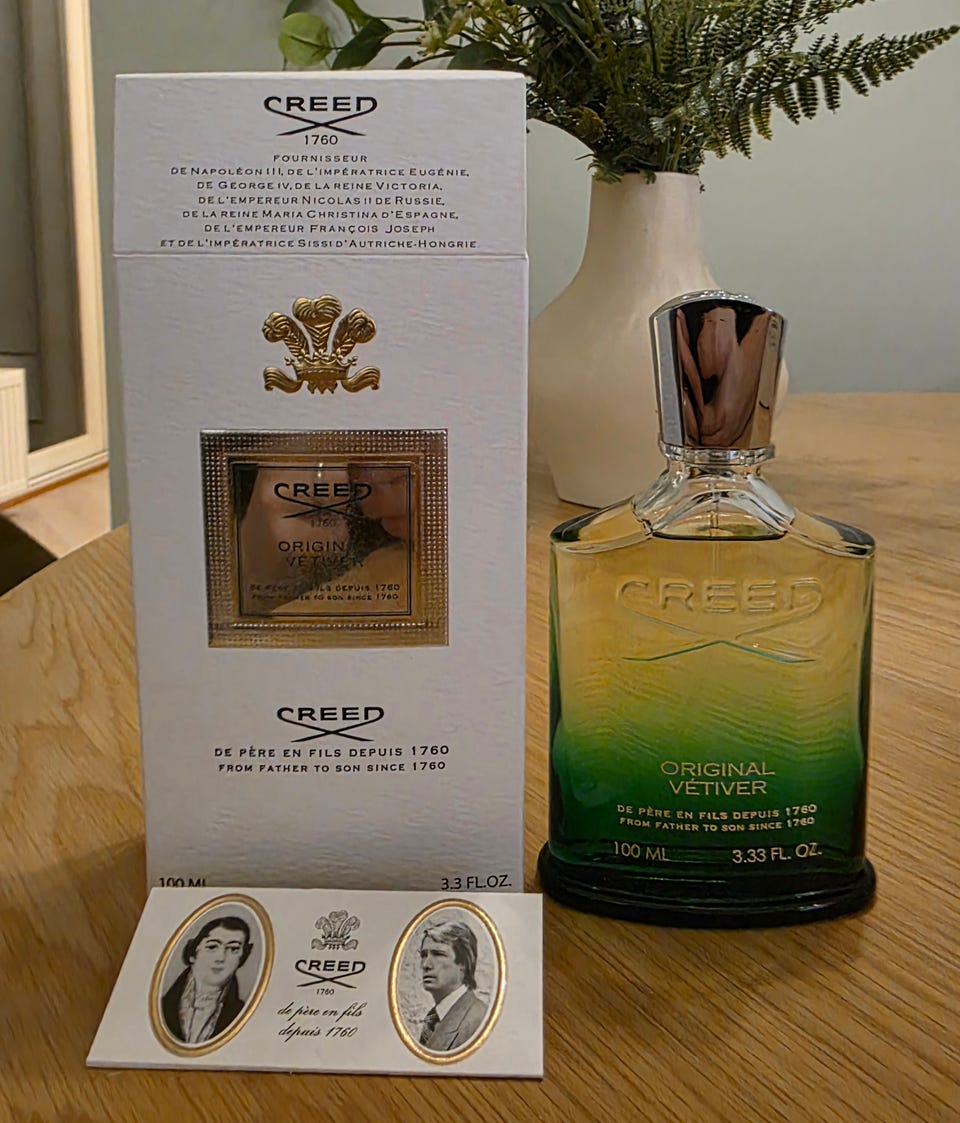 CREED
1760
FOURNISSEUR
DE NAPOLÉON III, DE L'IMPÉRATRICE EUGÉNIE,
DE GEORGE IV, DE LA REINE VICTORIA,
DE L'EMPEREUR NICOLAS II DE RUSSIE,
DE LA REINE MARIA CHRISTINA D'ESPAGNE,
DE L'EMPEREUR FRANÇOIS JOSEPH
ET DE L'IMPÉRATRICE SISSI D'AUTRICHE-HONGRIE
CREED
1760
ORIGINAL
VÉTIVER
DE PÈRE EN FILS DEPUIS 1760
FROM FATHER TO SON SINCE 1760
CREED
DE PÈRE EN FILS DEPUIS 1760
FROM FATHER TO SON SINCE 1760
100 ML 3.3 FL.OZ.
CREED
1760
de père en fils
depuis 1760
CREED
ORIGINAL
VÉTIVER
DE PÈRE EN FILS DEPUIS 1760
FROM FATHER TO SON SINCE 1760
100 ML 3.33 FL. OZ.